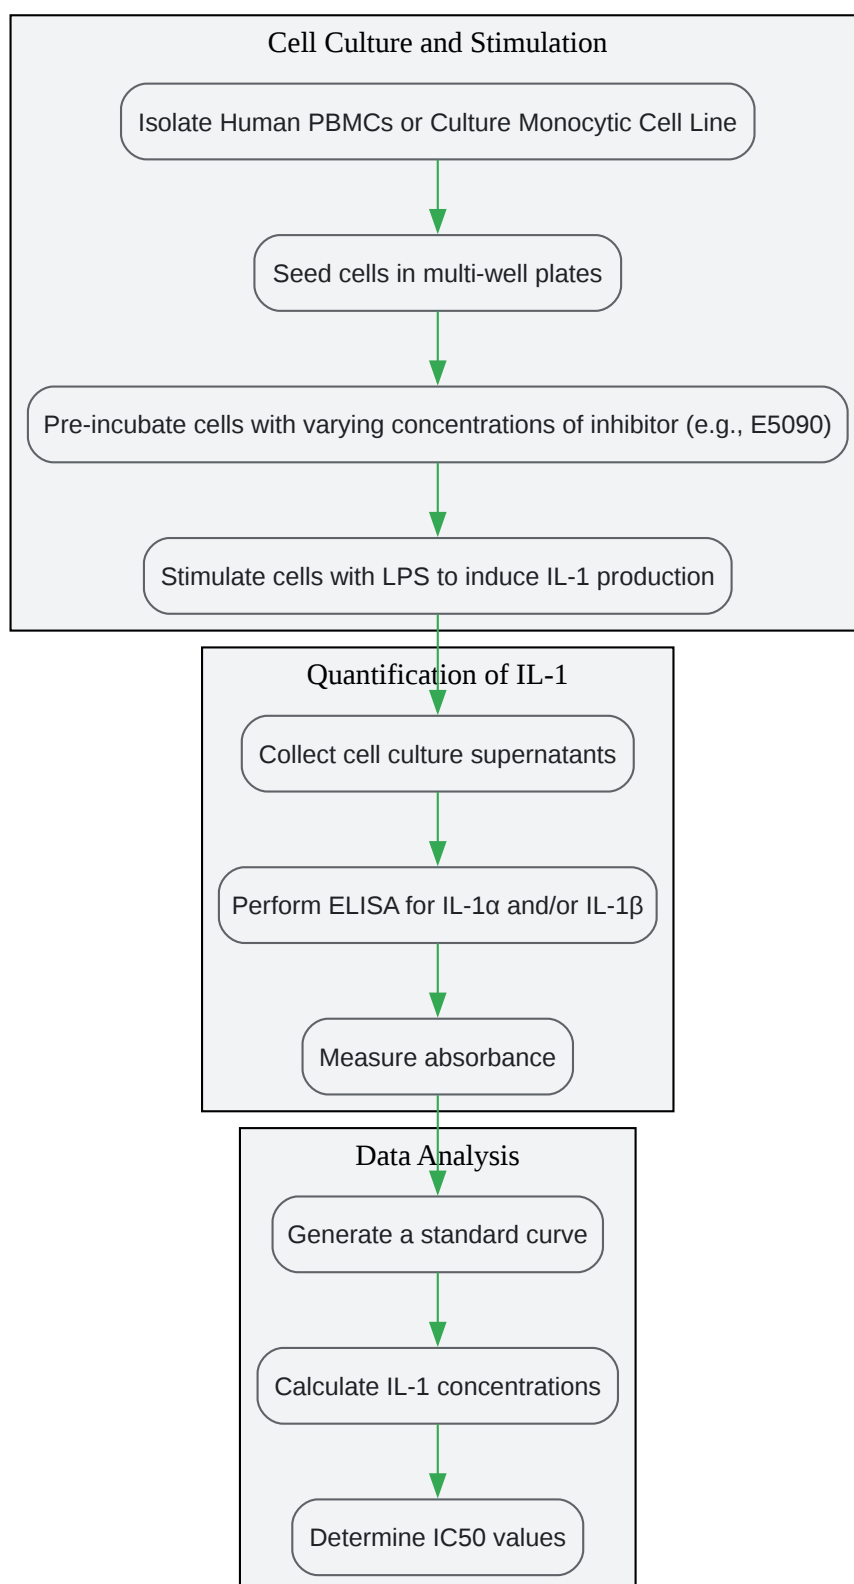 Cell Culture and Stimulation
Isolate Human PBMCs or Culture Monocytic Cell Line
Seed cells in multi-well plates
Pre-incubate cells with varying concentrations of inhibitor (e.g., E5090)
Stimulate cells with LPS to induce IL-1 production
Quantification of IL-1
Collect cell culture supernatants
Perform ELISA for IL-1α and/or IL-1β
Measure absorbance
Data Analysis
Generate a standard curve
Calculate IL-1 concentrations
Determine IC50 values